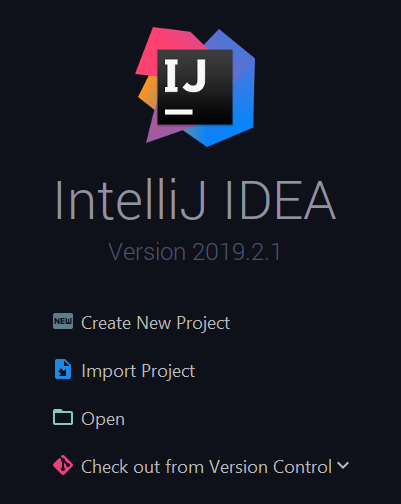 IJ
IntelliJ IDEA
Version 2019.2.1
NEW Create New Project
Import Project
Open
Check out from Version Control